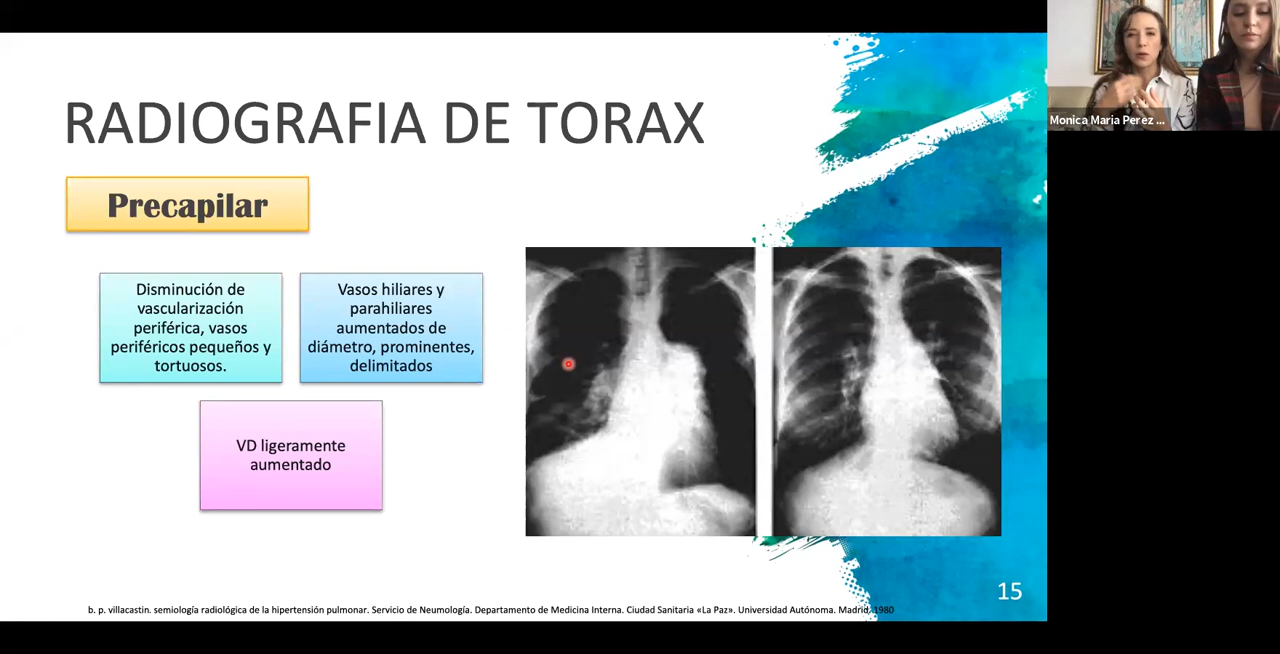 RADIOGRAFIA DE TORAX
Precapilar
Disminución de
vascularización
periférica, vasos
periféricos pequeños y
tortuosos.
Vasos hiliares y
parahiliares
aumentados de
diámetro, prominentes,
delimitados
VD ligeramente
aumentado
15
b. p. villacastin. semiología radiológica de la hipertensión pulmonar. Servicio de Neumología. Departamento de Medicina Interna. Ciudad Sanitaria «La Paz». Universidad Autónoma. Madrid, 1980
Monica Maria Perez ...